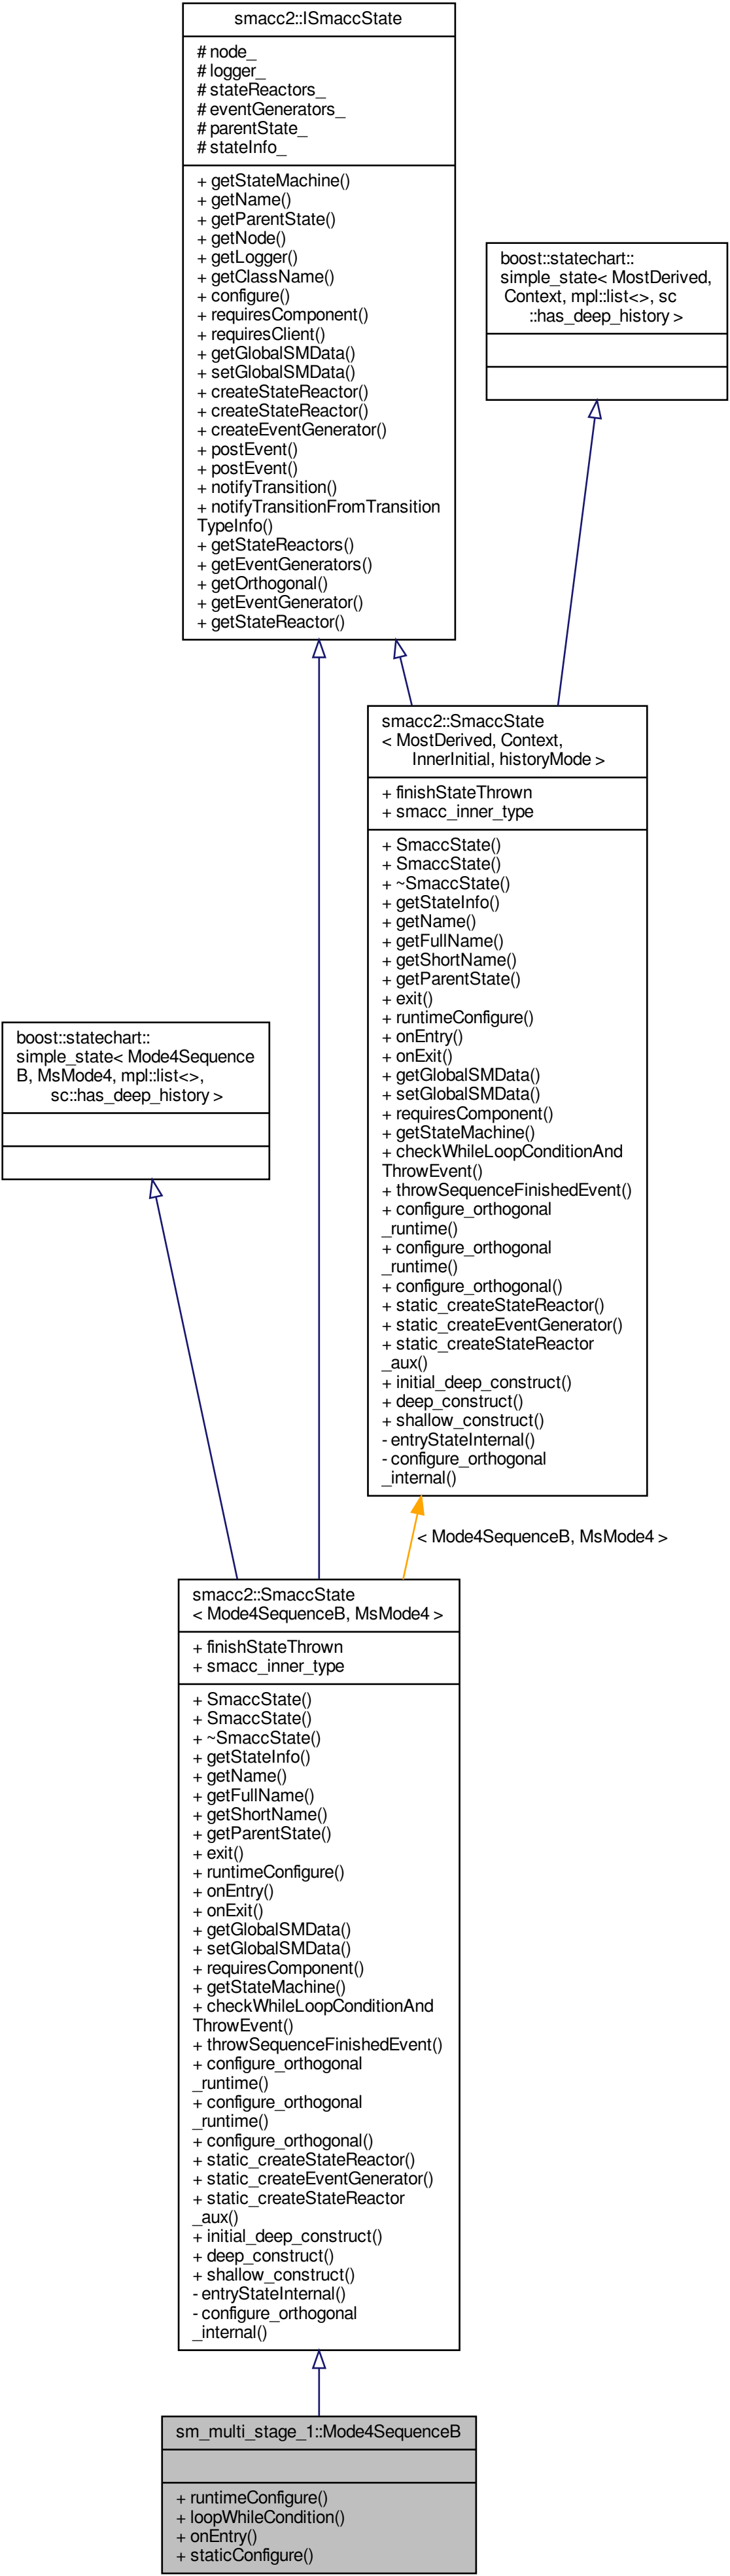 smacc2::ISmaccState
# node_
# logger_
# stateReactors_
# eventGenerators_
# parentState_
# stateInfo_
+ getStateMachine()
+ getName()
+ getParentState()
+ getNode()
+ getLogger()
+ getClassName()
+ configure()
+ requiresComponent()
+ requiresClient()
+ getGlobalSMData()
+ setGlobalSMData()
+ createStateReactor()
+ createStateReactor()
+ createEventGenerator()
+ postEvent()
+ postEvent()
+ notifyTransition()
+ notifyTransitionFromTransition
TypeInfo()
+ getStateReactors()
+ getEventGenerators()
+ getOrthogonal()
+ getEventGenerator()
+ getStateReactor()
boost::statechart::
simple_state< MostDerived,
Context, mpl::list<>, sc
::has_deep_history >
smacc2::SmaccState
< MostDerived, Context,
InnerInitial, historyMode >
+ finishStateThrown
+ smacc_inner_type
+ SmaccState()
+ SmaccState()
+ ~SmaccState()
+ getStateInfo()
+ getName()
+ getFullName()
+ getShortName()
+ getParentState()
+ exit()
+ runtimeConfigure()
+ onEntry()
+ onExit()
+ getGlobalSMData()
+ setGlobalSMData()
+ requiresComponent()
+ getStateMachine()
+ checkWhileLoopConditionAnd
ThrowEvent()
+ throwSequenceFinishedEvent()
+ configure_orthogonal
_runtime()
+ configure_orthogonal
_runtime()
+ configure_orthogonal()
+ static_createStateReactor()
+ static_createEventGenerator()
+ static_createStateReactor
_aux()
+ initial_deep_construct()
+ deep_construct()
+ shallow_construct()
- entryStateInternal()
- configure_orthogonal
_internal()
boost::statechart::
simple_state< Mode4Sequence
B, MsMode4, mpl::list<>,
sc::has_deep_history >
< Mode4SequenceB, MsMode4 >
smacc2::SmaccState
< Mode4SequenceB, MsMode4 >
+ finishStateThrown
+ smacc_inner_type
+ SmaccState()
+ SmaccState()
+ ~SmaccState()
+ getStateInfo()
+ getName()
+ getFullName()
+ getShortName()
+ getParentState()
+ exit()
+ runtimeConfigure()
+ onEntry()
+ onExit()
+ getGlobalSMData()
+ setGlobalSMData()
+ requiresComponent()
+ getStateMachine()
+ checkWhileLoopConditionAnd
ThrowEvent()
+ throwSequenceFinishedEvent()
+ configure_orthogonal
_runtime()
+ configure_orthogonal
_runtime()
+ configure_orthogonal()
+ static_createStateReactor()
+ static_createEventGenerator()
+ static_createStateReactor
_aux()
+ initial_deep_construct()
+ deep_construct()
+ shallow_construct()
- entryStateInternal()
- configure_orthogonal
_internal()
sm_multi_stage_1::Mode4SequenceB
+ runtimeConfigure()
+ loopWhileCondition()
+ onEntry()
+ staticConfigure()